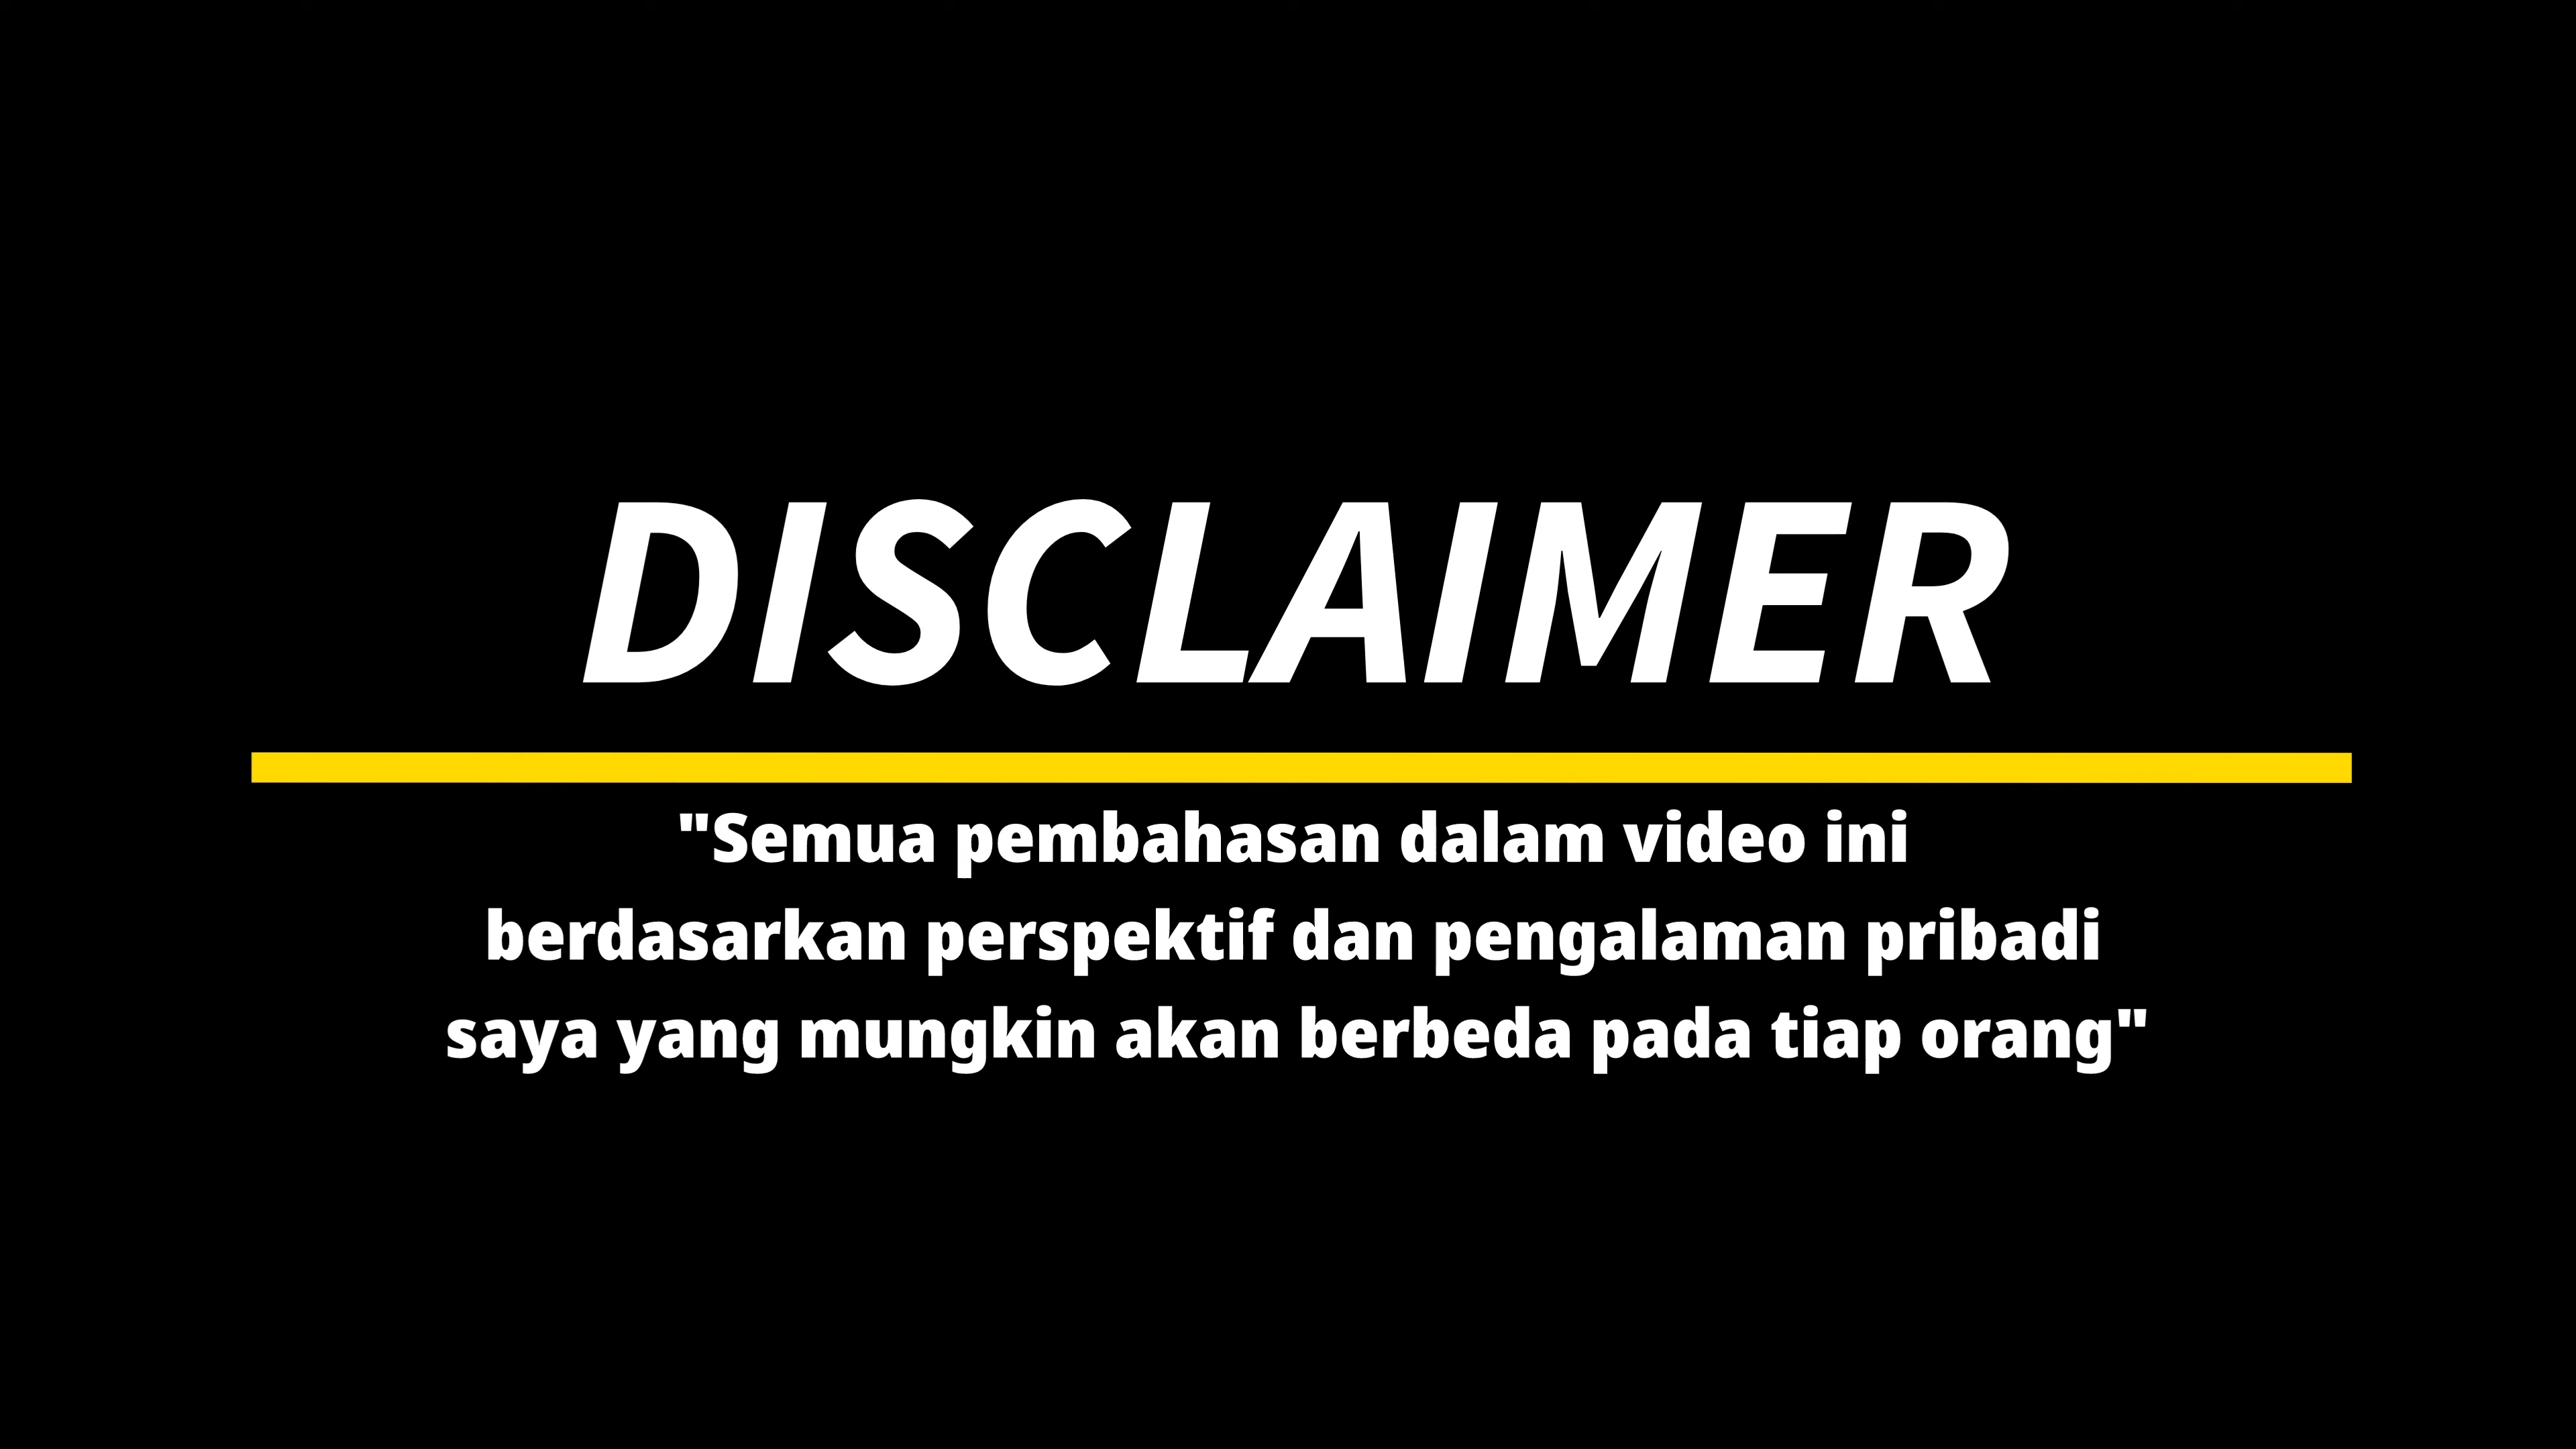 DISCLAIMER
"Semua pembahasan dalam video ini
berdasarkan perspektif dan pengalaman pribadi
saya yang mungkin akan berbeda pada tiap orang"